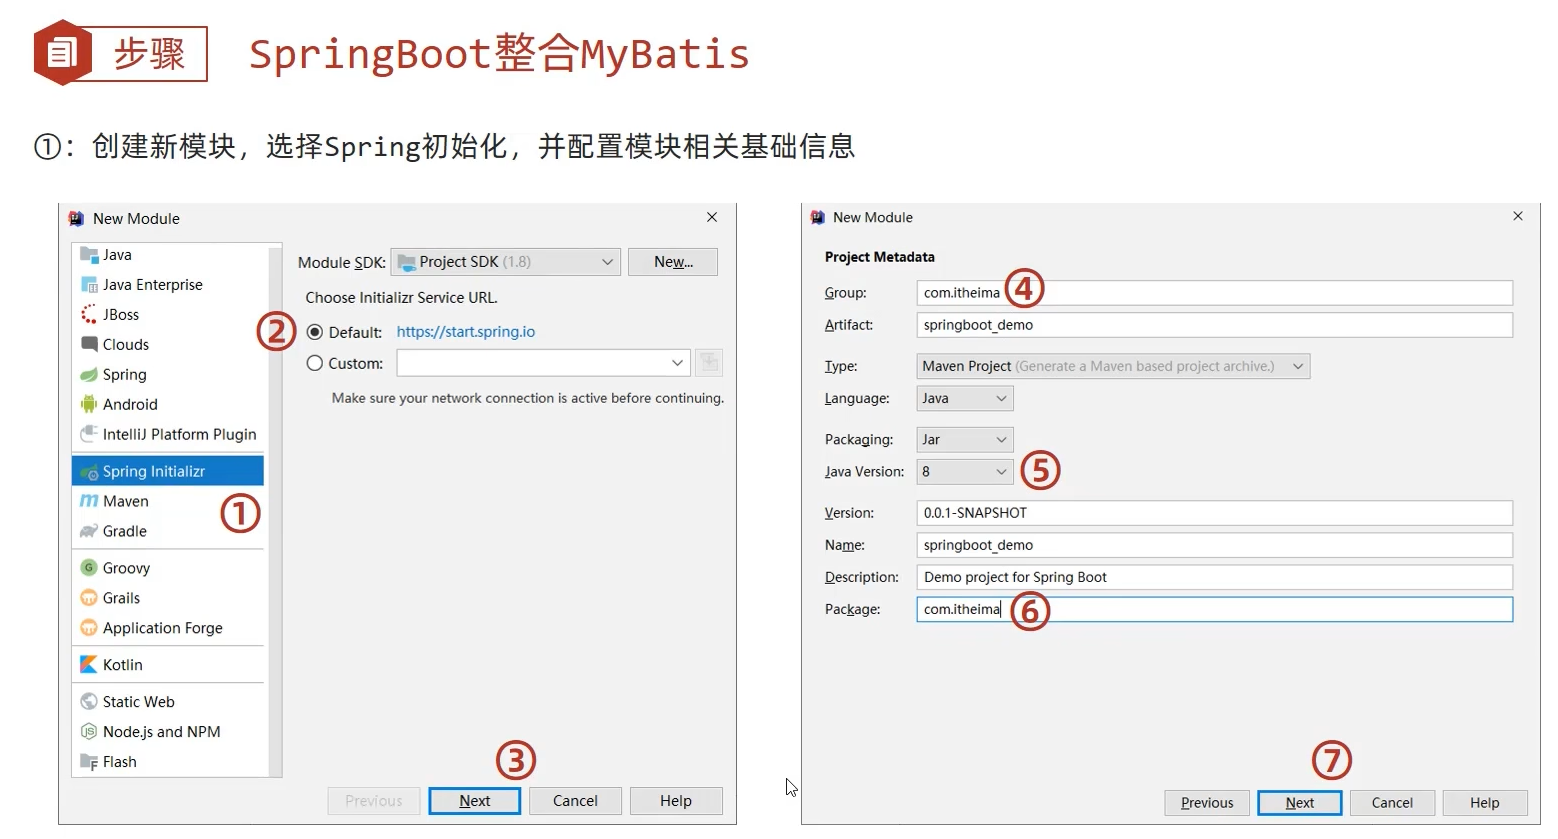 步骤
SpringBoot整合MyBatis
①：创建新模块，选择Spring初始化，并配置模块相关基础信息
New Module
Java
Java Enterprise
JBoss
Clouds
Spring
Android
IntelliJ Platform Plugin
Spring Initializr
Maven
①
Gradle
Groovy
Grails
Application Forge
Kotlin
Static Web
Node.js and NPM
Flash
Module SDK: Project SDK (1.8) New...
Choose Initializr Service URL.
② Default: https://start.spring.io
Custom:
Make sure your network connection is active before continuing.
③
Previous Next Cancel Help
New Module
Project Metadata
Group: com.itheima ④
Artifact: springboot_demo
Type: Maven Project (Generate a Maven based project archive.)
Language: Java
Packaging: Jar
Java Version: 8 ⑤
Version: 0.0.1-SNAPSHOT
Name: springboot_demo
Description: Demo project for Spring Boot
Package: com.itheima ⑥
⑦
Previous Next Cancel Help